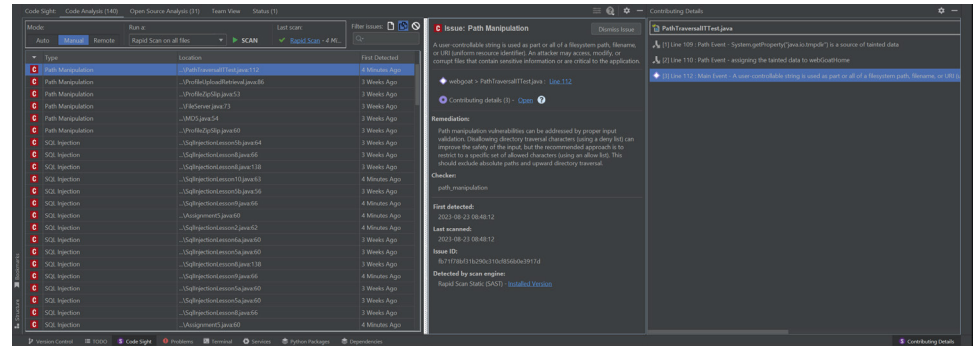 Code Sight: Code Analysis (140) Open Source Analysis (31) Team View Status (1)
Contributing Details
Mode: Run a: Last scan: Filter issues:
Auto Manual Remote Rapid Scan on all files SCAN Rapid Scan - 4 Mi...
Type Location First Detected
Path Manipulation ...\PathTraversalITTest.java:112 4 Minutes Ago
Path Manipulation ...\ProfileUploadRetrieval.java:86 3 Weeks Ago
Path Manipulation ...\ProfileZipSlip.java:53 3 Weeks Ago
Path Manipulation ...\FileServer.java:73 3 Weeks Ago
Path Manipulation ...\MD5.java:54 3 Weeks Ago
Path Manipulation ...\ProfileZipSlip.java:60 3 Weeks Ago
SQL Injection ...\SqlInjectionLesson5b.java:64 3 Weeks Ago
SQL Injection ...\SqlInjectionLesson8.java:66 3 Weeks Ago
SQL Injection ...\SqlInjectionLesson8.java:138 3 Weeks Ago
SQL Injection ...\SqlInjectionLesson10.java:63 4 Minutes Ago
SQL Injection ...\SqlInjectionLesson5b.java:56 3 Weeks Ago
SQL Injection ...\SqlInjectionLesson9.java:66 3 Weeks Ago
SQL Injection ...\Assignment5.java:60 4 Minutes Ago
SQL Injection ...\SqlInjectionLesson2.java:62 4 Minutes Ago
SQL Injection ...\SqlInjectionLesson6a.java:60 3 Weeks Ago
SQL Injection ...\SqlInjectionLesson5a.java:60 3 Weeks Ago
SQL Injection ...\SqlInjectionLesson8.java:138 3 Weeks Ago
SQL Injection ...\SqlInjectionLesson9.java:66 4 Minutes Ago
SQL Injection ...\SqlInjectionLesson5a.java:60 3 Weeks Ago
SQL Injection ...\SqlInjectionLesson5a.java:60 3 Weeks Ago
SQL Injection ...\SqlInjectionLesson8.java:66 3 Weeks Ago
SQL Injection ...\Assignment5.java:60 4 Minutes Ago
C Issue: Path Manipulation Dismiss Issue
A user-controllable string is used as part or all of a filesystem path, filename,
or URI (uniform resource identifier). An attacker may access, modify, or
corrupt files that contain sensitive information or are critical to the application.
webgoat > PathTraversalITTest.java : Line 112
Contributing details (3) - Open
Remediation:
Path manipulation vulnerabilities can be addressed by proper input
validation. Disallowing directory traversal characters (using a deny list) can
improve the safety of the input, but the recommended approach is to
restrict to a specific set of allowed characters (using an allow list). This
should exclude absolute paths and upward directory traversal.
Checker:
path_manipulation
First detected:
2023-08-23 08:48:12
Last scanned:
2023-08-23 08:48:12
Issue ID:
Detected by scan engine:
Rapid Scan Static (SAST) - Installed Version
PathTraversalITTest.java
[1] Line 109 : Path Event - System.getProperty("java.io.tmpdir") is a source of tainted data
[2] Line 110 : Path Event - assigning the tainted data to webGoatHome
[3] Line 112 : Main Event - A user-controllable string is used as part or all of a filesystem path, filename, or URI (u
Bookmarks
Structure
Version Control TODO Code Sight Problems Terminal Services Python Packages Dependencies
Contributing Details